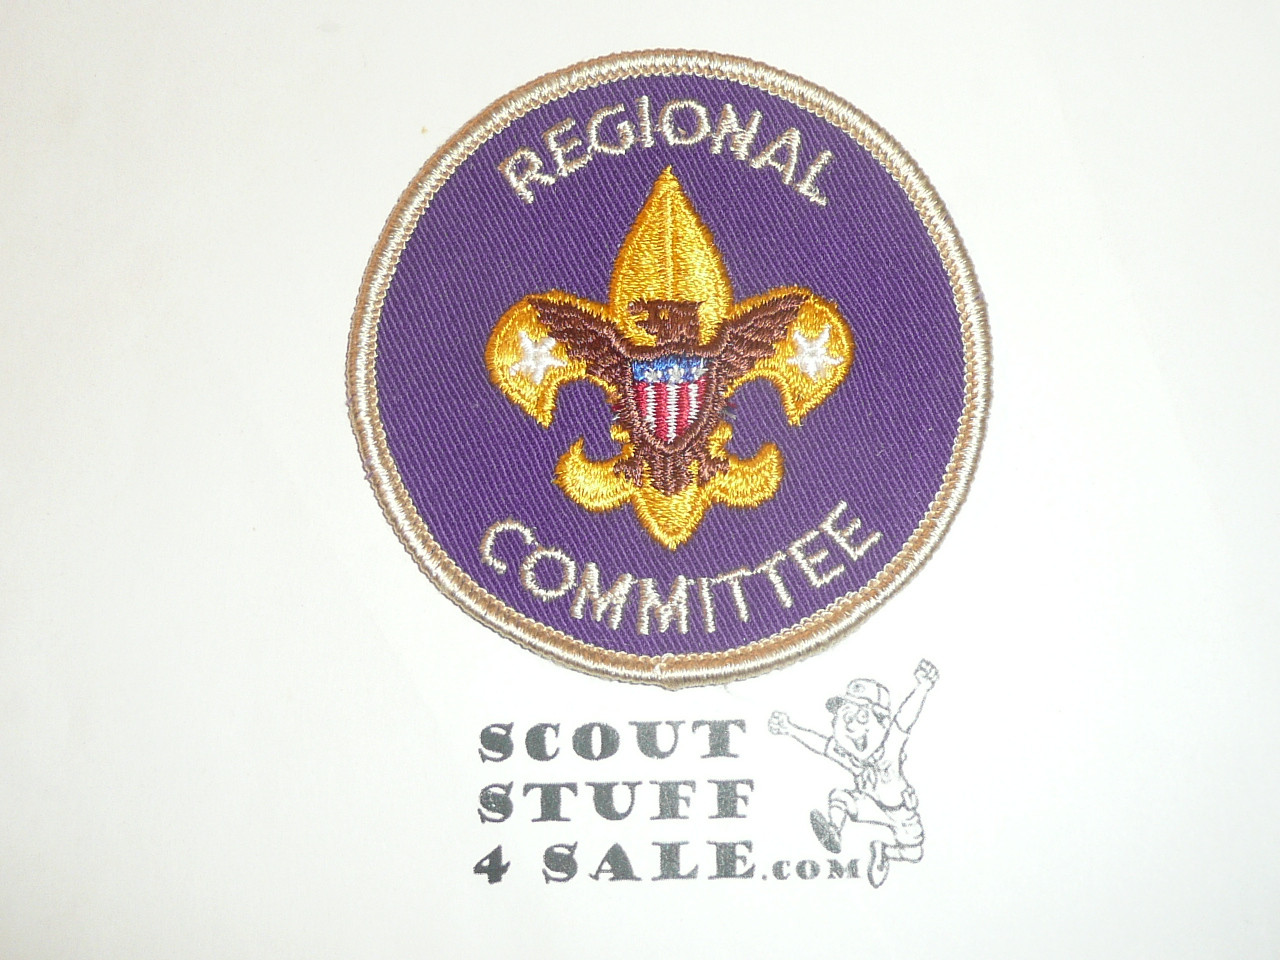 REGIONAL
COMMITTEE
SCOUT
STUFF
4 SALE.COM